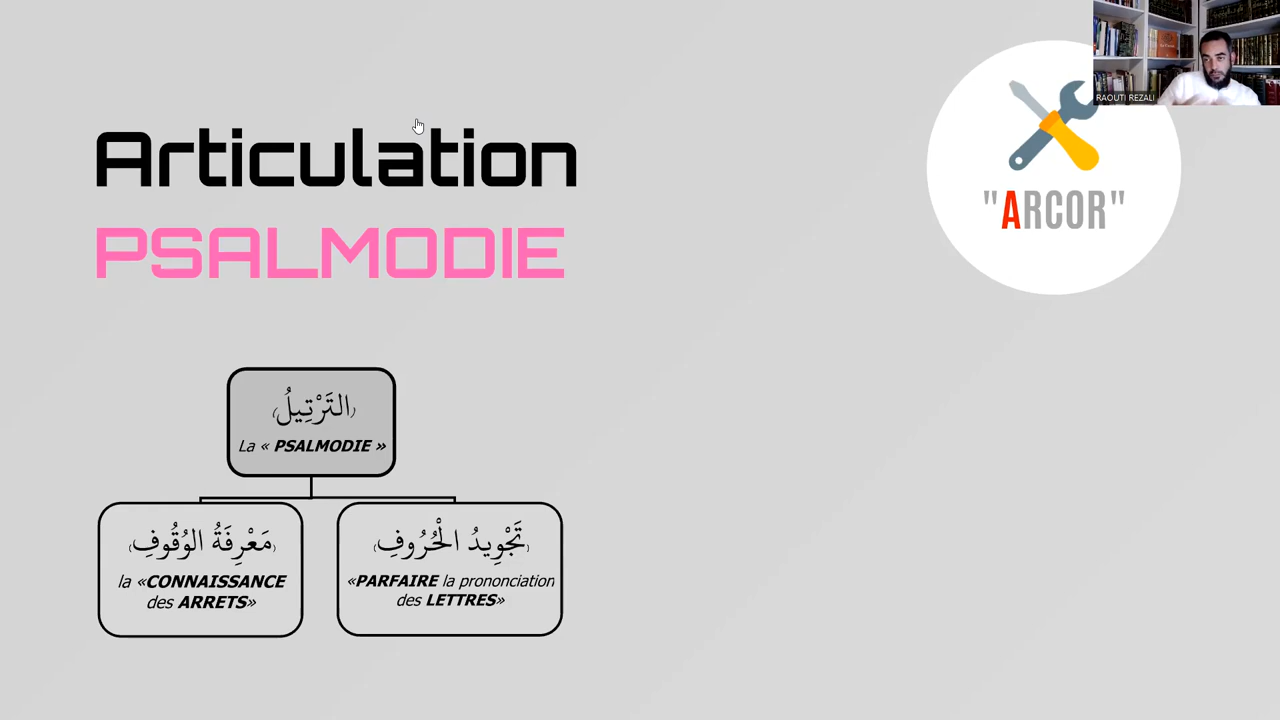 Articulation
PSALMODIE
RAOUTI REZALI
"ARCOR"
(التَرْتِيلُ)
La « PSALMODIE »
(مَعْرِفَةُ الوُقُوفِ)
la «CONNAISSANCE
des ARRETS»
(تَجْوِيدُ الْحُرُوفِ)
«PARFAIRE la prononciation
des LETTRES»